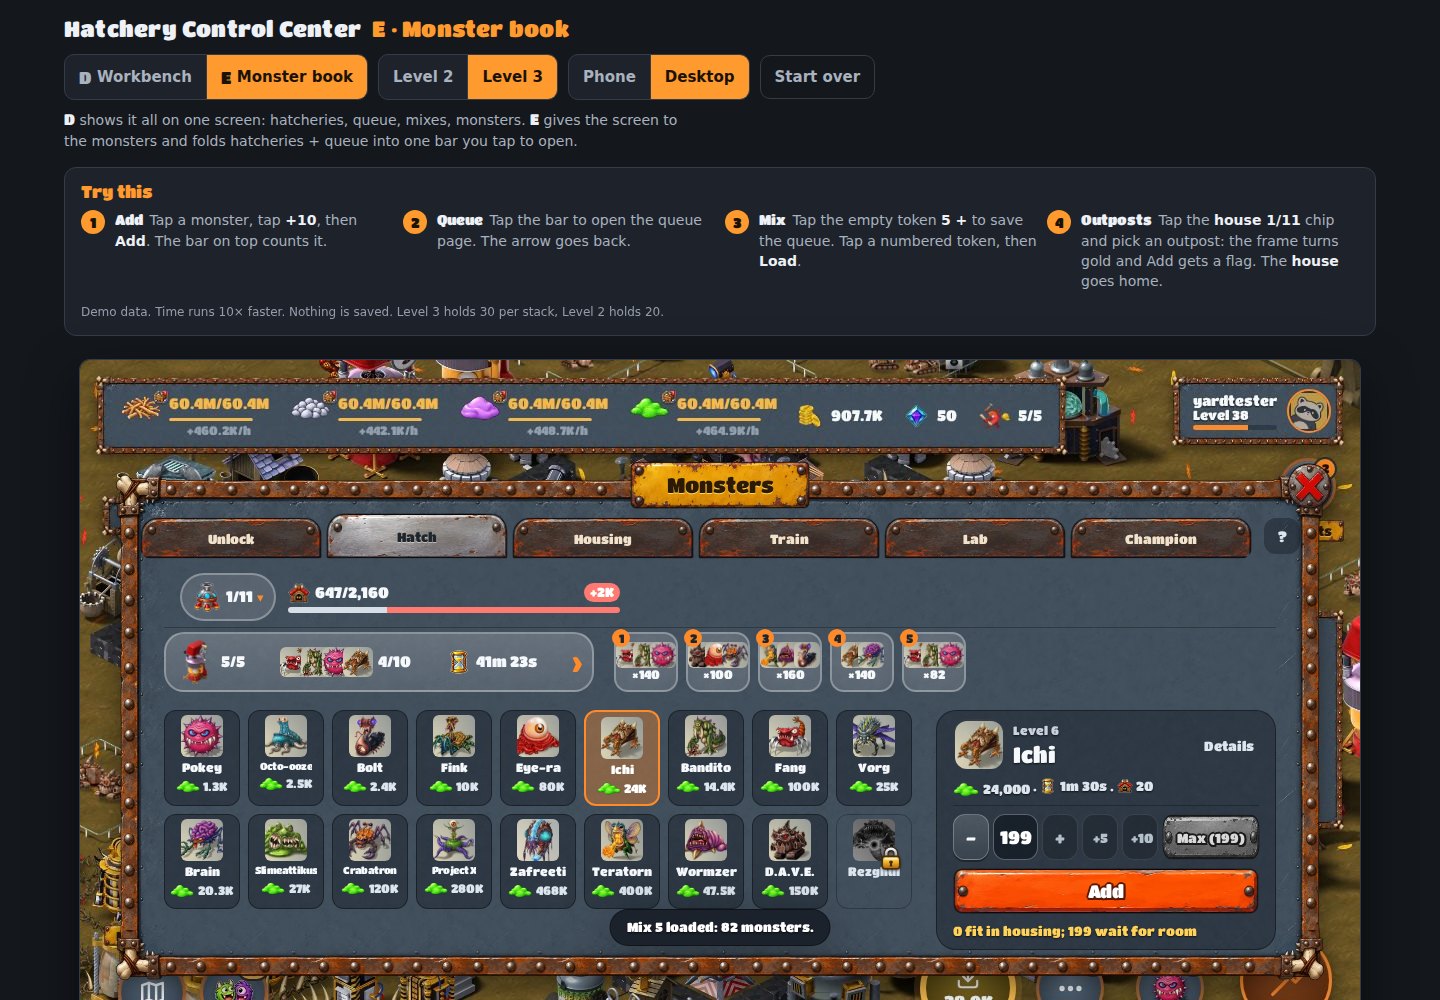 Hatchery Control Center E · Monster book
D Workbench E Monster book Level 2 Level 3 Phone Desktop Start over
D shows it all on one screen: hatcheries, queue, mixes, monsters. E gives the screen to
the monsters and folds hatcheries + queue into one bar you tap to open.
Try this
1 Add Tap a monster, tap +10, then
Add. The bar on top counts it.
2 Queue Tap the bar to open the queue
page. The arrow goes back.
3 Mix Tap the empty token 5 + to save
the queue. Tap a numbered token, then
Load.
4 Outposts Tap the house 1/11 chip
and pick an outpost: the frame turns
gold and Add gets a flag. The house
goes home.
Demo data. Time runs 10× faster. Nothing is saved. Level 3 holds 30 per stack, Level 2 holds 20.
60.4M/60.4M 60.4M/60.4M 60.4M/60.4M 60.4M/60.4M 907.7K 50 5/5
+460.2K/h +442.1K/h +448.7K/h +464.9K/h
yardtester
Level 38
Monsters
Unlock Hatch Housing Train Lab Champion ?
1/11 647/2,160 +2K
5/5 4/10 41m 23s
1 2 3 4 5
×140 ×100 ×160 ×140 ×82
Pokey Octo-ooze Bolt Fink Eye-ra Ichi Bandito Fang Vorg
1.3K 2.5K 2.4K 10K 80K 24K 14.4K 100K 25K
Brain Slimeattikus Crabatron Project X Zafreeti Teratorn Wormzer D.A.V.E.
20.3K 27K 120K 280K 468K 400K 47.5K 150K
Level 6
Ichi
Details
24,000 · 1m 30s · 20
− 199 + +5 +10 Max (199)
Add
0 fit in housing; 199 wait for room
Mix 5 loaded: 82 monsters.